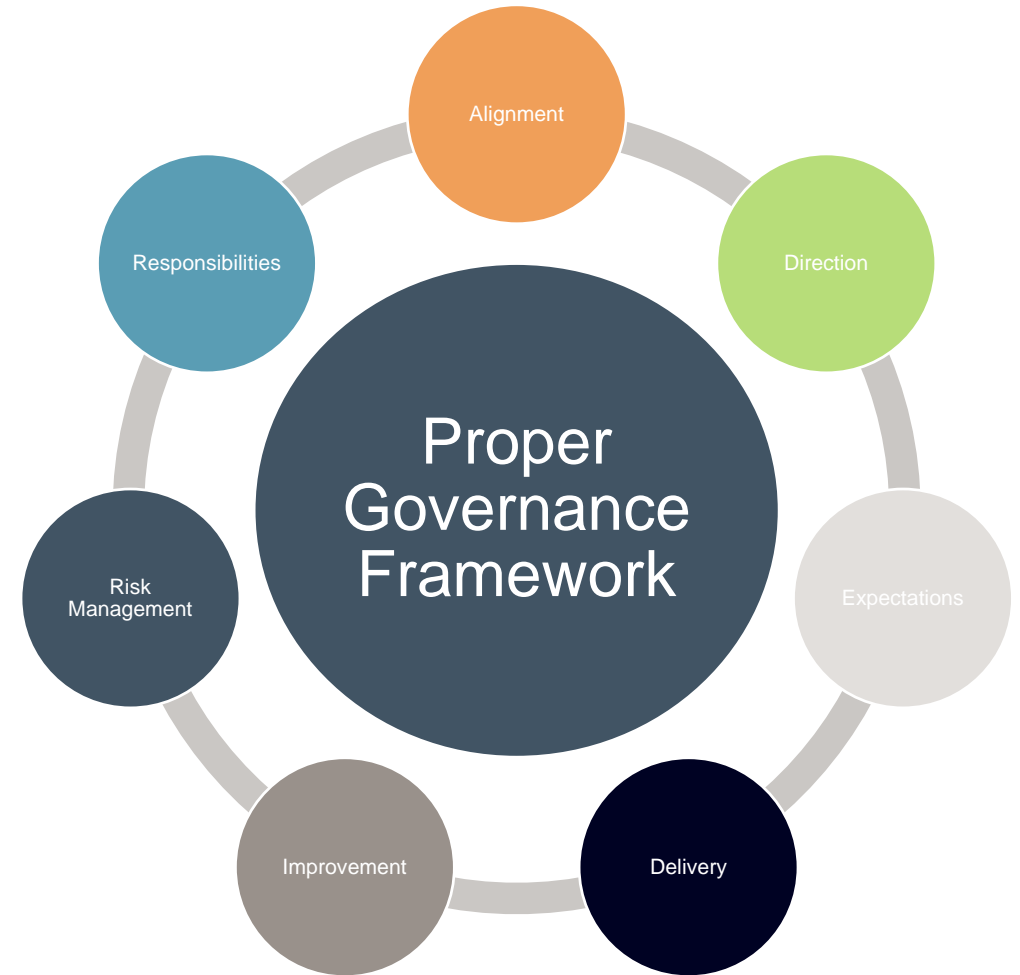 Alignment
Responsibilities
Direction
Proper
Governance
Framework
Risk
Management
Expectations
Improvement
Delivery